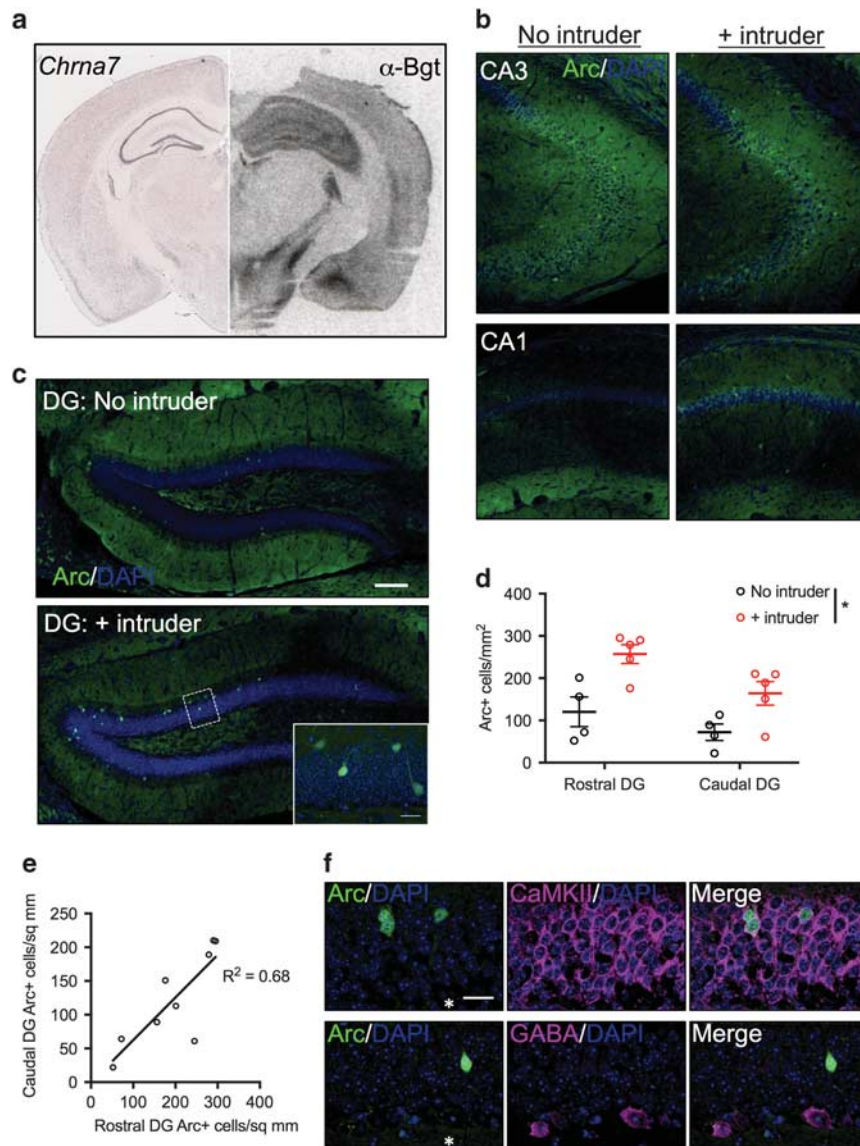 a
Chrna7
α-Bgt
b
No intruder
+ intruder
CA3
Arc/DAPI
CA1
c
DG: No intruder
Arc/DAPI
DG: + intruder
d
Arc+ cells/mm²
400
300
200
100
0
No intruder
+ intruder
*
Rostral DG
Caudal DG
e
Caudal DG Arc+ cells/sq mm
250
200
150
100
50
0
R² = 0.68
0
100
200
300
400
Rostral DG Arc+ cells/sq mm
f
Arc/DAPI
CaMKII/DAPI
Merge
*
Arc/DAPI
GABA/DAPI
Merge
*